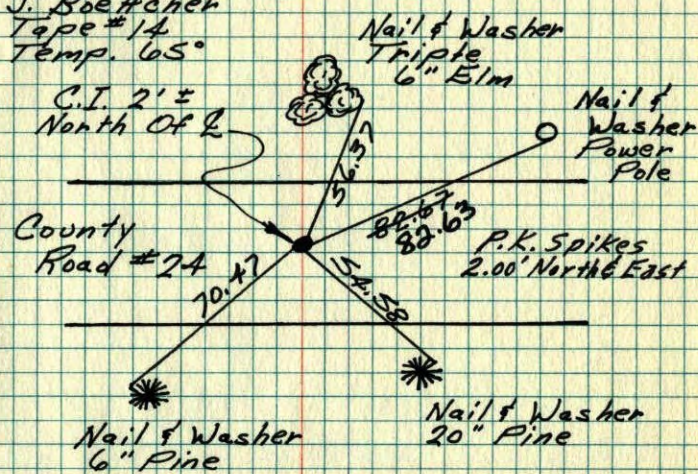 J. Boettcher
Tape #14
Temp. 65°
Nail & Washer
Triple
6" Elm
C.I. 2' ±
North Of ℄
Nail &
Washer
Power
Pole
36.37
82.67
82.63
County
Road #24
P.K. Spikes
2.00' North & East
70.47
54.58
Nail & Washer
6" Pine
Nail & Washer
20" Pine